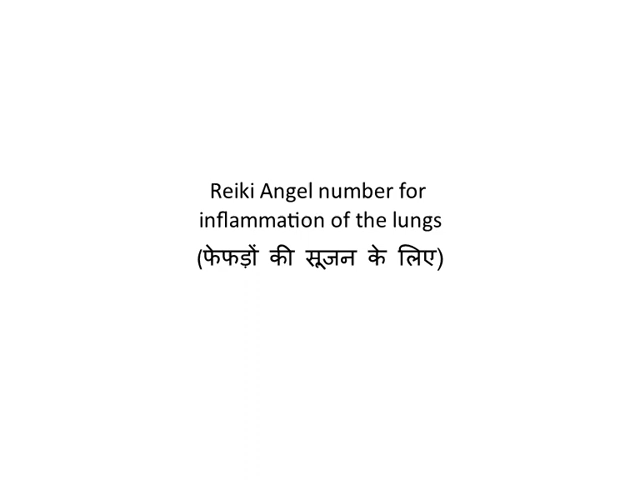 Reiki Angel number for
inflammation of the lungs
(फेफड़ों की सूजन के लिए)